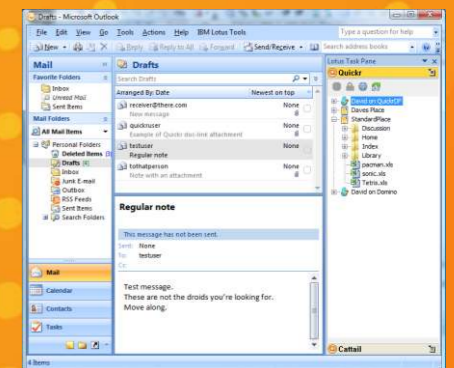 Drafts - Microsoft Outlook
File Edit View Go Tools Actions Help IBM Lotus Tools
Type a question for help
New
Reply Reply to All Forward Send/Receive
Search address books
Mail
Favorite Folders
Inbox
Unread Mail
Sent Items
Mail Folders
All Mail Items
Personal Folders
Deleted Items
Drafts [4]
Inbox
Junk E-mail
Outbox
RSS Feeds
Sent Items
Search Folders
Mail
Calendar
Contacts
Tasks
4 Items
Drafts
Search Drafts
Arranged By: Date Newest on top
receiver@there.com None
New message
quickruser None
Example of Quickr doc link attachment
testuser None
Regular note
tothatperson None
Note with an attachment
Regular note
This message has not been sent.
Sent: None
To: testuser
Cc:
Test message.
These are not the droids you're looking for.
Move along.
Lotus Task Pane
Quickr
David on QuickrDP
Daves Place
StandardPlace
Discussion
Home
Index
Library
pacman.xls
sonic.xls
Tetris.xls
David on Domino
Cattail